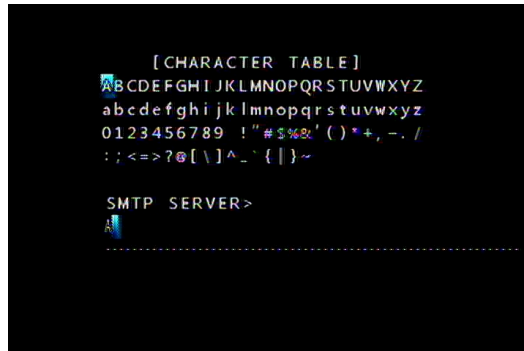 [CHARACTER TABLE]
ABCDEFGHIJKLMNOPQRSTUVWXYZ
abcdefghijklmnopqrstuvwxyz
0123456789 !"#$%&'()*+,-./
:;<=>?@[\]^_`{|}~
SMTP SERVER>
A